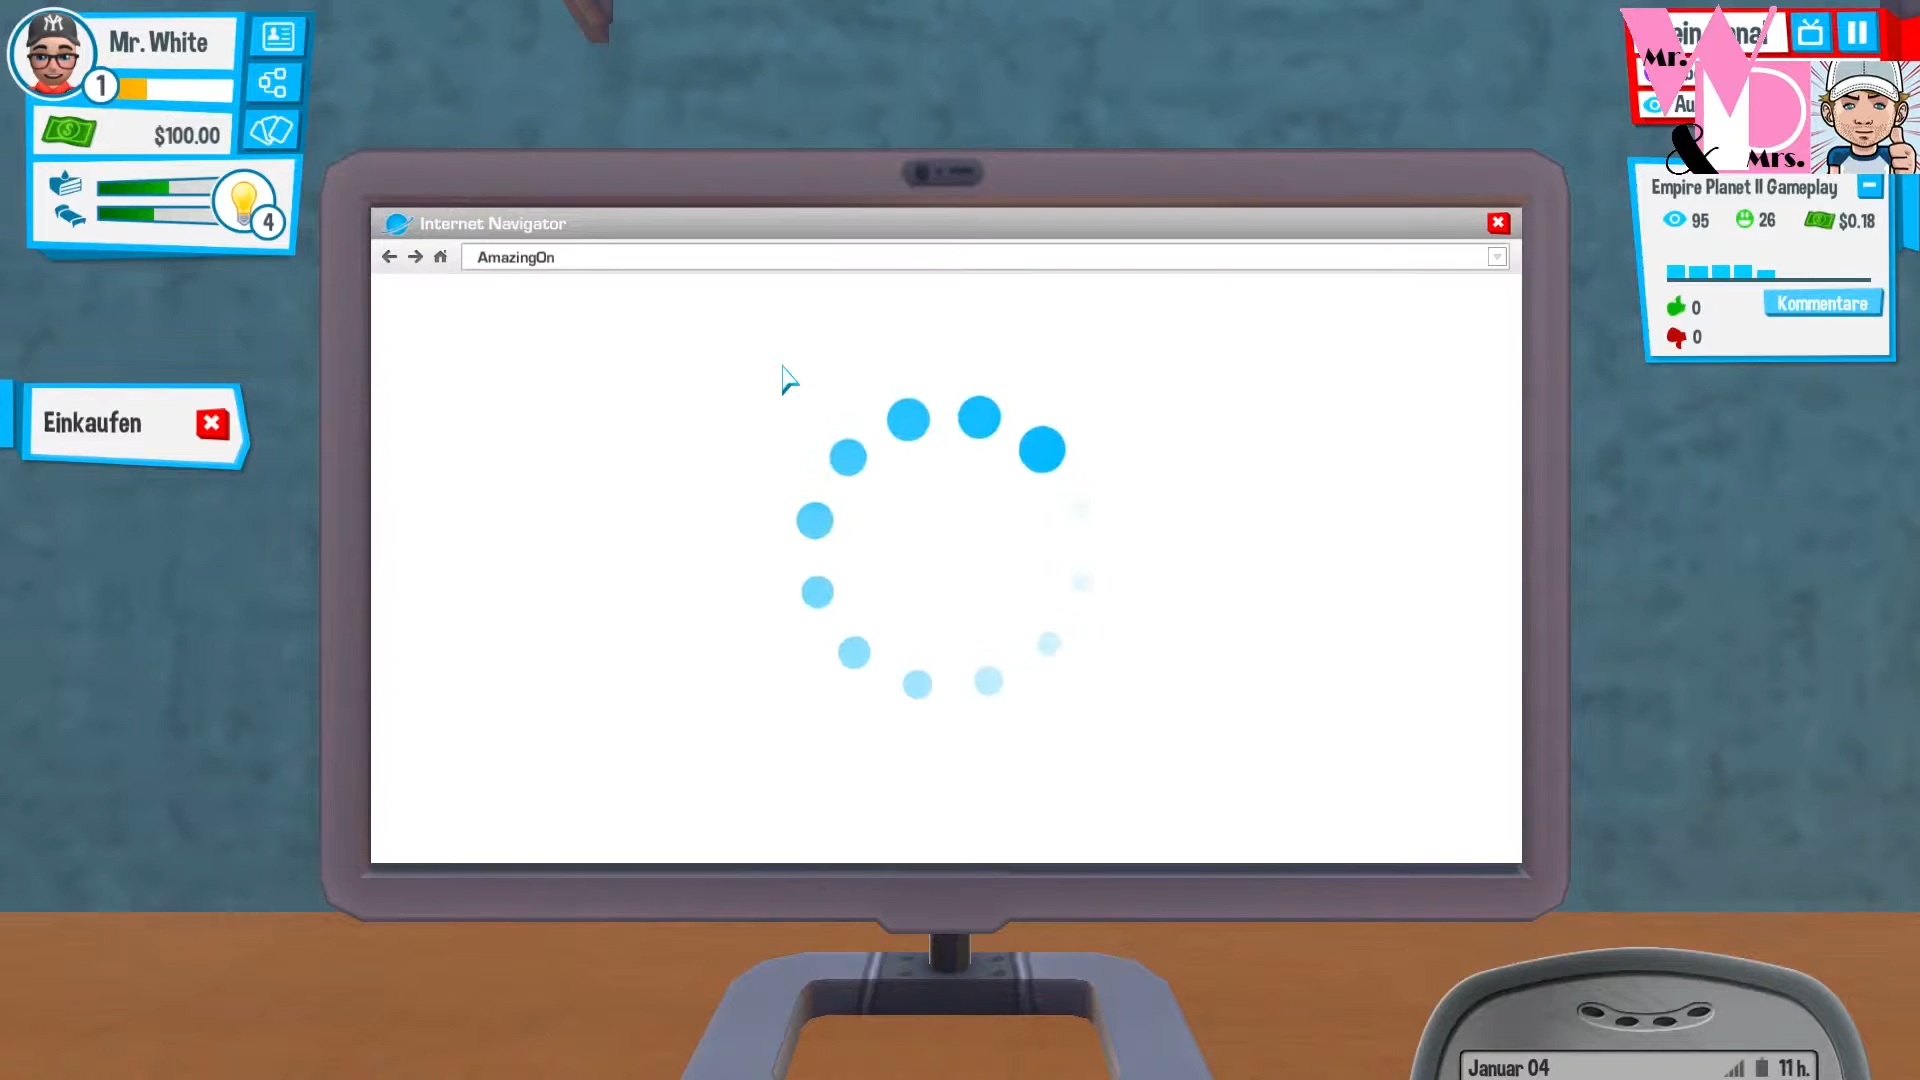 Mr. White
1
$100.00
4
Einkaufen
Internet Navigator
AmazingOn
Mr.
W
D
&
Mrs.
Au
Empire Planet II Gameplay
95
26
$0.18
0
Kommentare
0
Januar 04
11 h.